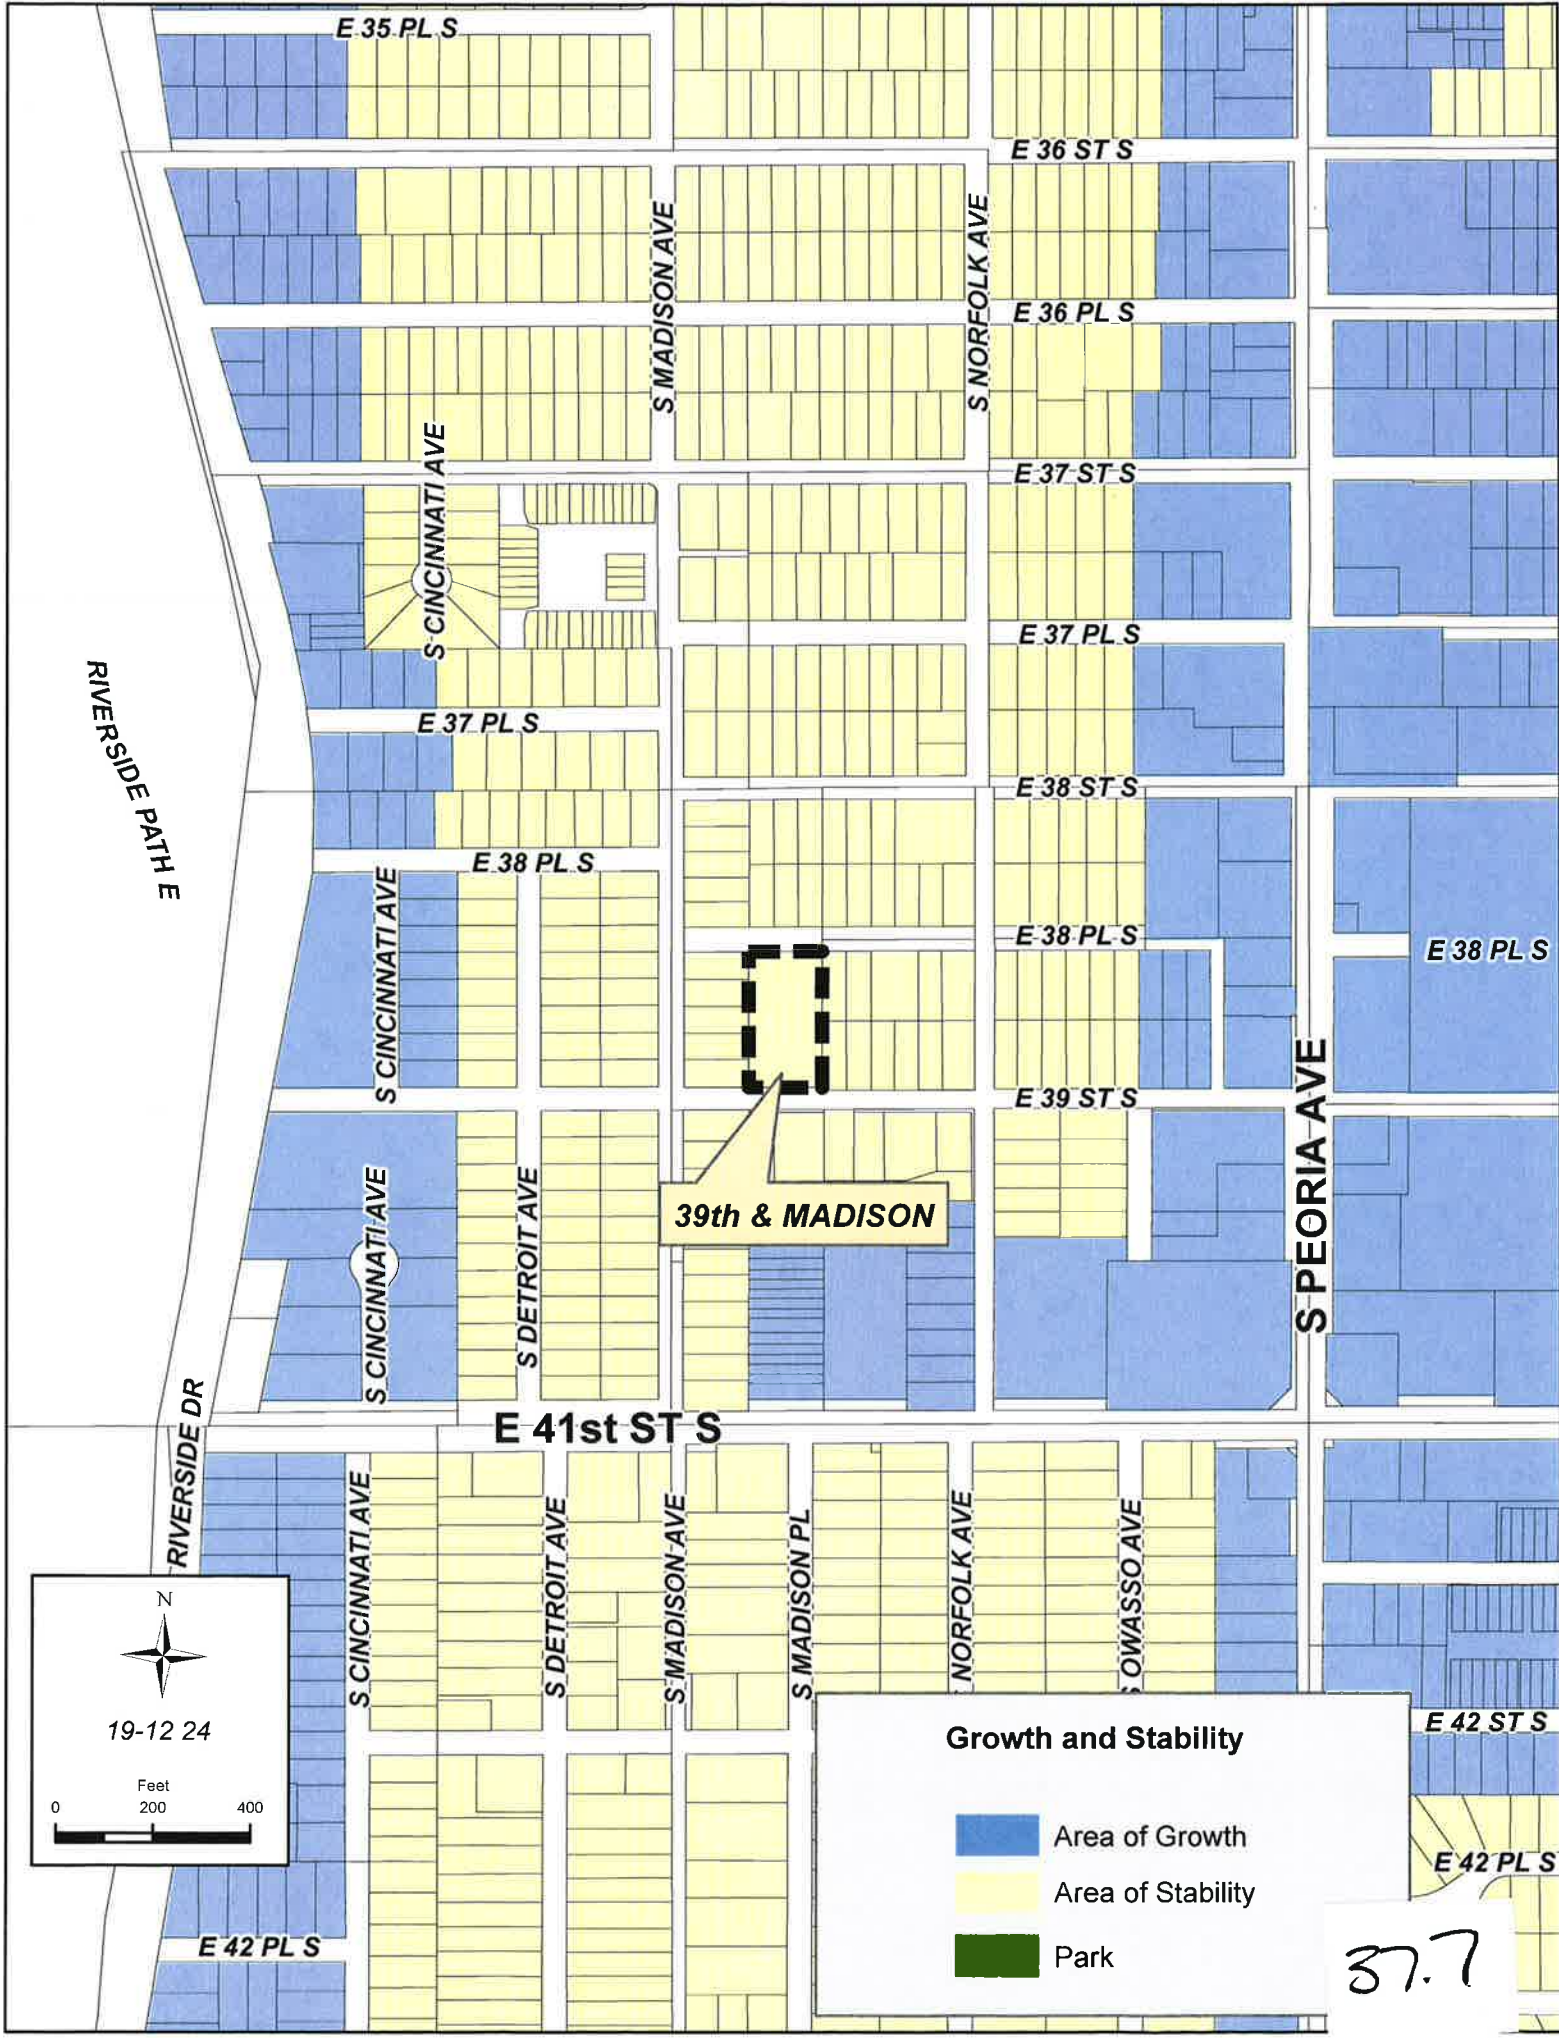 E 35 PL S
E 36 ST S
S MADISON AVE
S NORFOLK AVE
E 36 PL S
S CINCINNATI AVE
E 37 ST S
E 37 PL S
RIVERSIDE PATH E
E 37 PL S
E 38 ST S
E 38 PL S
S CINCINNATI AVE
E 38 PL S
E 38 PL S
S PEORIA AVE
E 39 ST S
S CINCINNATI AVE
S DETROIT AVE
39th & MADISON
RIVERSIDE DR
E 41st ST S
S CINCINNATI AVE
S DETROIT AVE
S MADISON AVE
S MADISON PL
NORFOLK AVE
OWASSO AVE
N
19-12 24
Feet
0 200 400
Growth and Stability
Area of Growth
Area of Stability
Park
E 42 ST S
E 42 PL S
E 42 PL S
37.7